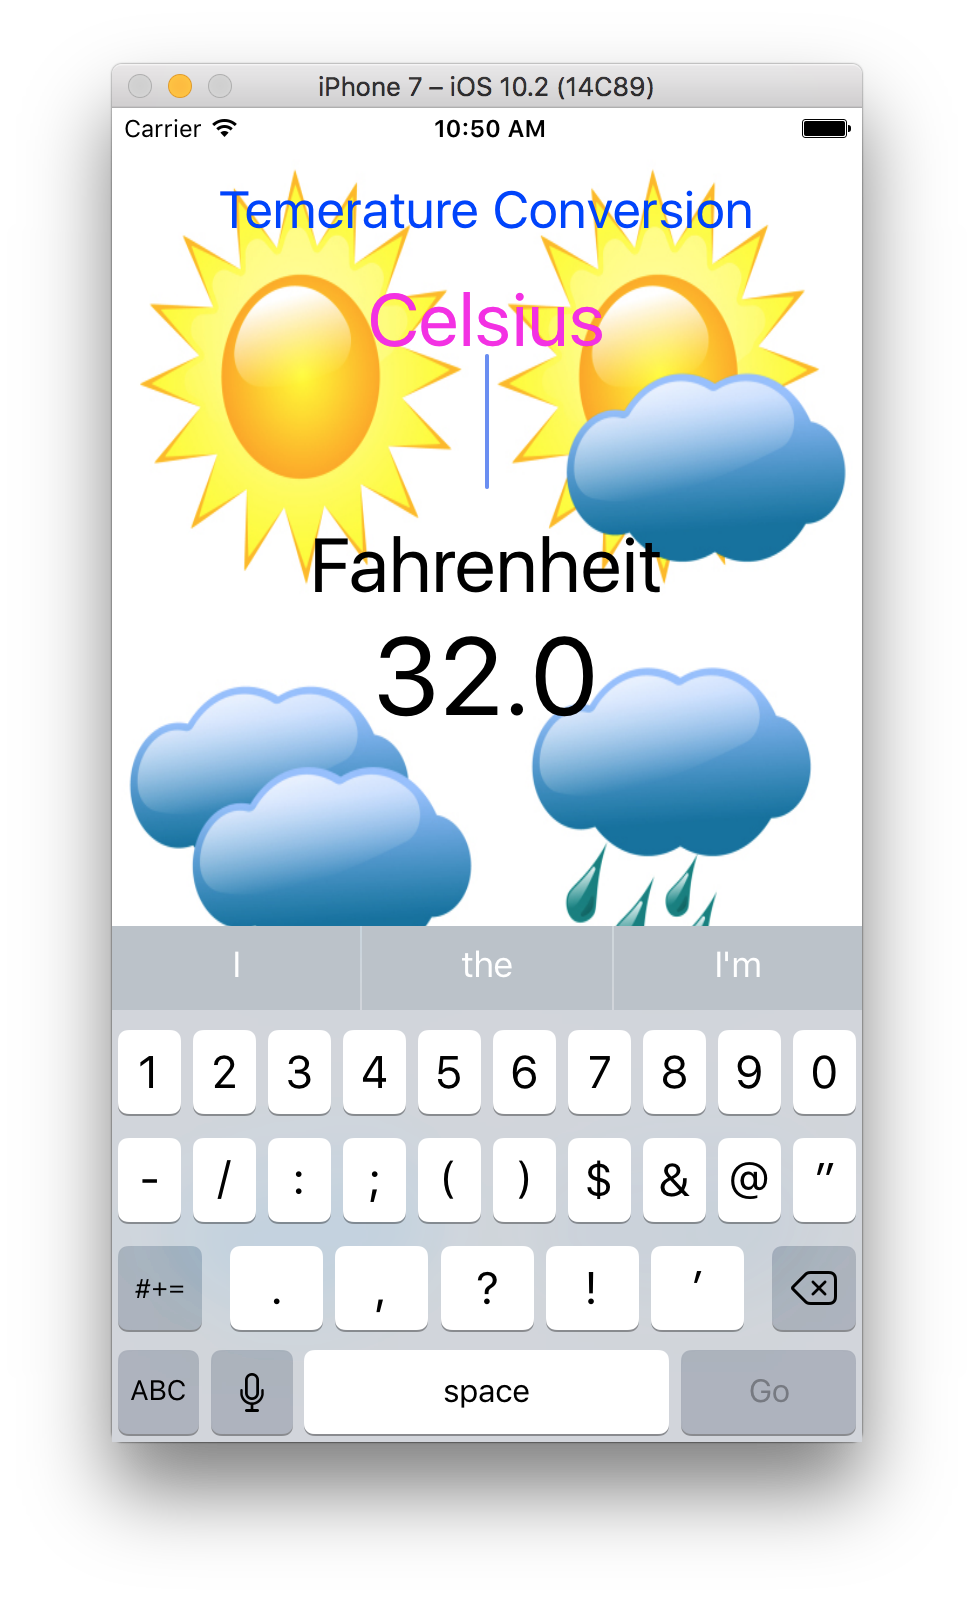 iPhone 7 – iOS 10.2 (14C89)
Carrier 10:50 AM
Temerature Conversion
Celsius
Fahrenheit
32.0
I the I'm
1 2 3 4 5 6 7 8 9 0
- / : ; ( ) $ & @ "
#+= . , ? ! '
ABC space Go